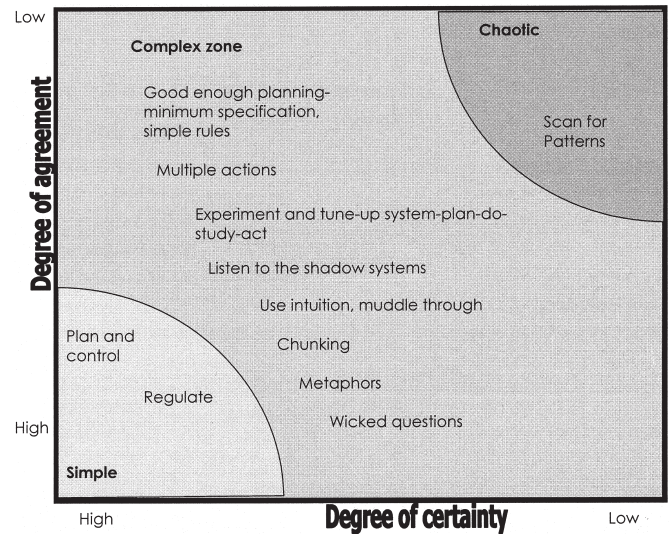 Low
Complex zone
Chaotic
Good enough planning-
minimum specification,
simple rules
Scan for
Patterns
Multiple actions
Experiment and tune-up system-plan-do-
study-act
Listen to the shadow systems
Use intuition, muddle through
Plan and
control
Chunking
Regulate
Metaphors
Wicked questions
High
Simple
Degree of agreement
High
Degree of certainty
Low